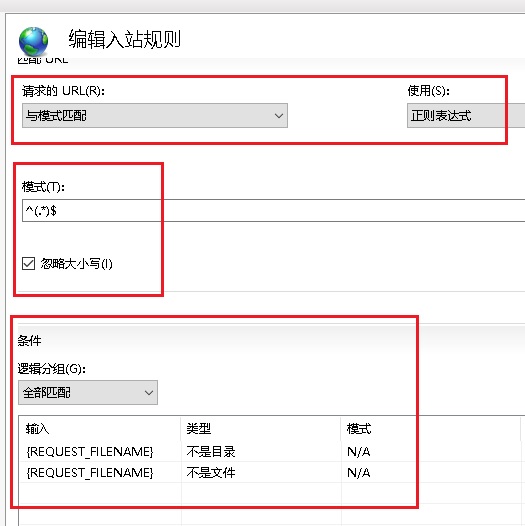 编辑入站规则
匹配 URL
请求的 URL(R):
使用(S):
与模式匹配
正则表达式
模式(T):
^(.*)$
忽略大小写(I)
条件
逻辑分组(G):
全部匹配
输入 类型 模式
{REQUEST_FILENAME} 不是目录 N/A
{REQUEST_FILENAME} 不是文件 N/A